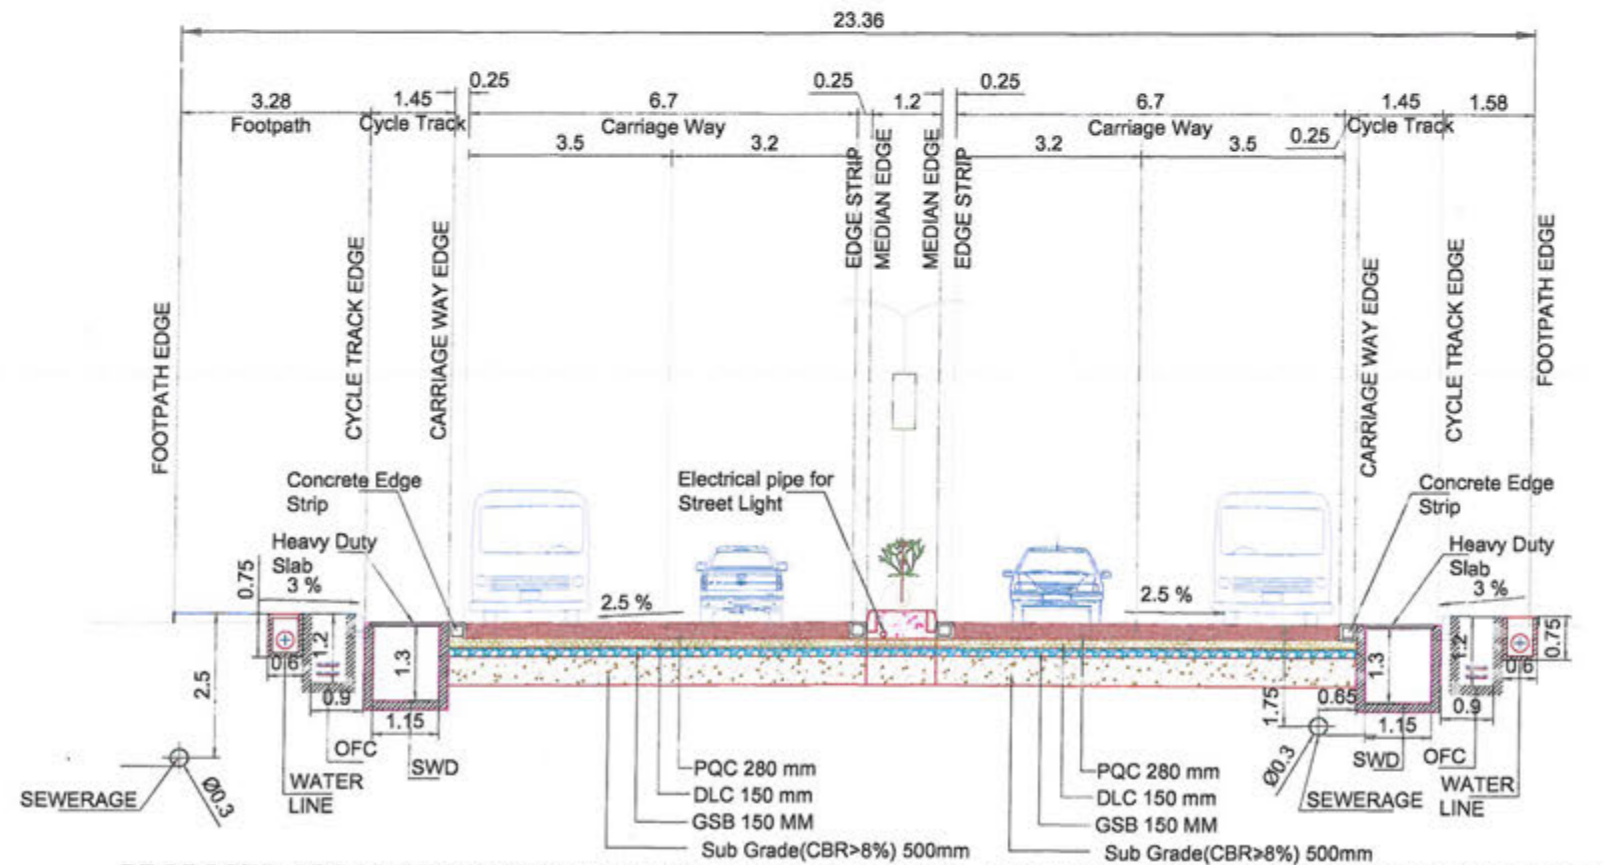 23.36
0.25
0.25
0.25
3.28
1.45
6.7
1.2
6.7
1.45
1.58
Footpath
Cycle Track
Carriage Way
Carriage Way
0.25
Cycle Track
3.5
3.2
3.2
3.5
FOOTPATH EDGE
CYCLE TRACK EDGE
CARRIAGE WAY EDGE
EDGE STRIP
MEDIAN EDGE
MEDIAN EDGE
EDGE STRIP
CARRIAGE WAY EDGE
CYCLE TRACK EDGE
FOOTPATH EDGE
Concrete Edge
Strip
Electrical pipe for
Street Light
Concrete Edge
Strip
Heavy Duty
Slab
Heavy Duty
Slab
0.75
3 %
2.5 %
2.5 %
3 %
0.75
1.2
1.3
1.3
1.2
0.6
0.6
2.5
0.9
1.15
1.75
0.65
1.15
0.9
OFC
SWD
WATER
LINE
SEWERAGE
Ø0.3
PQC 280 mm
DLC 150 mm
GSB 150 MM
Sub Grade(CBR>8%) 500mm
PQC 280 mm
DLC 150 mm
GSB 150 MM
Sub Grade(CBR≥8%) 500mm
Ø0.3
SEWERAGE
SWD
OFC
WATER
LINE